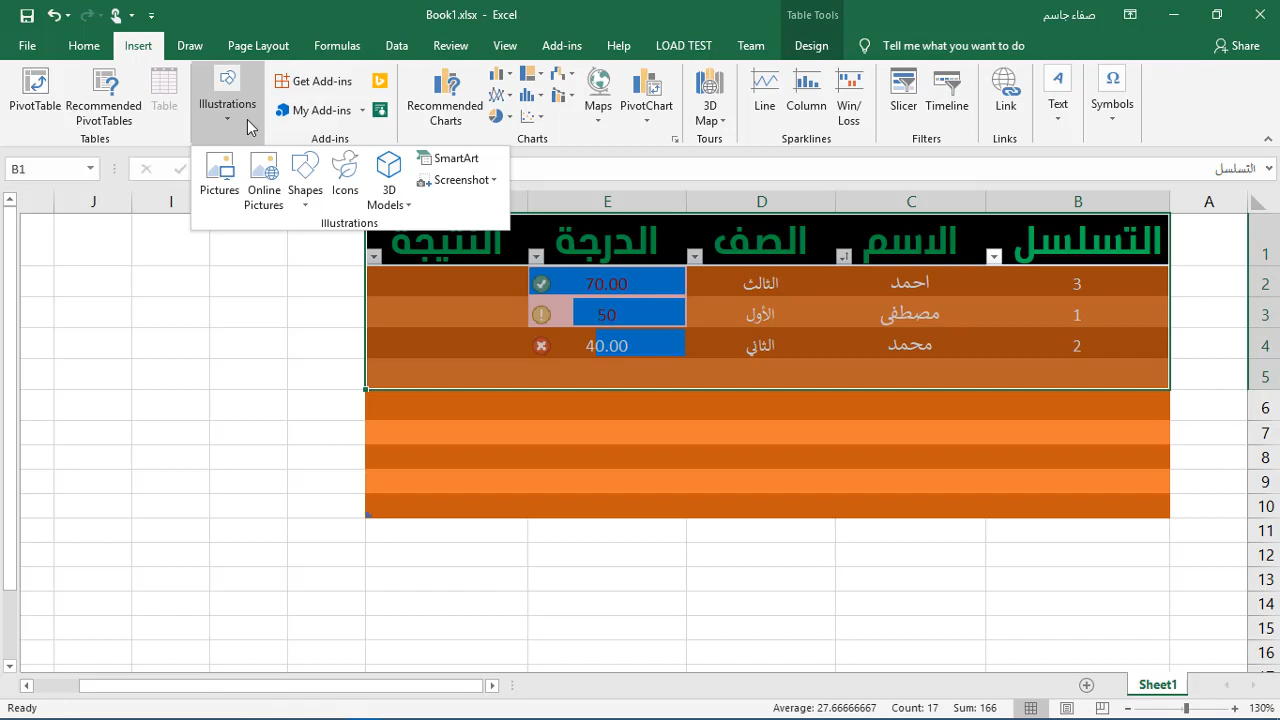 Book1.xlsx - Excel
Table Tools
صفاء جاسم
File Home Insert Draw Page Layout Formulas Data Review View Add-ins Help LOAD TEST Team Design Tell me what you want to do Share
PivotTable
Recommended PivotTables
Table
Tables
Illustrations
Get Add-ins
My Add-ins
Add-ins
Recommended Charts
Maps
PivotChart
Charts
3D Map
Tours
Line
Column
Win/Loss
Sparklines
Slicer
Timeline
Filters
Link
Links
Text
Symbols
B1
التسلسل
Pictures
Online Pictures
Shapes
Icons
3D Models
SmartArt
Screenshot
Illustrations
J I E D C B A
التسلسل الاسم الصف الدرجة النتيجة 1
3 احمد الثالث 70.00 2
1 مصطفى الأول 50 3
2 محمد الثاني 40.00 4
5
6
7
8
9
10
11
12
13
14
15
16
Sheet1
Ready Average: 27.66666667 Count: 17 Sum: 166 130%